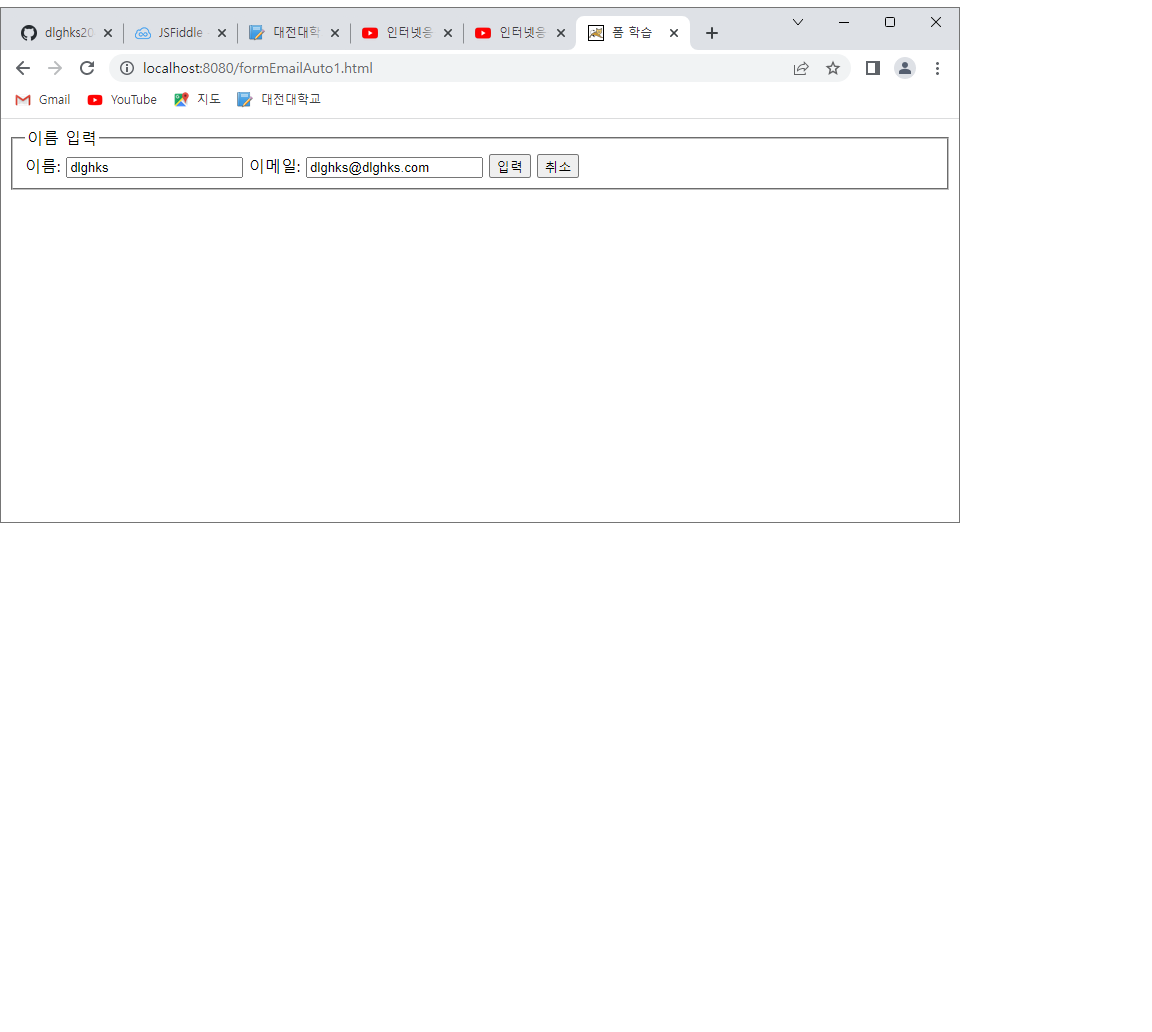 dlghks20 JSFiddle 대전대학 인터넷응 인터넷응 폼 학습
localhost:8080/formEmailAuto1.html
Gmail YouTube 지도 대전대학교
이름 입력
이름: dlghks 이메일: dlghks@dlghks.com 입력 취소